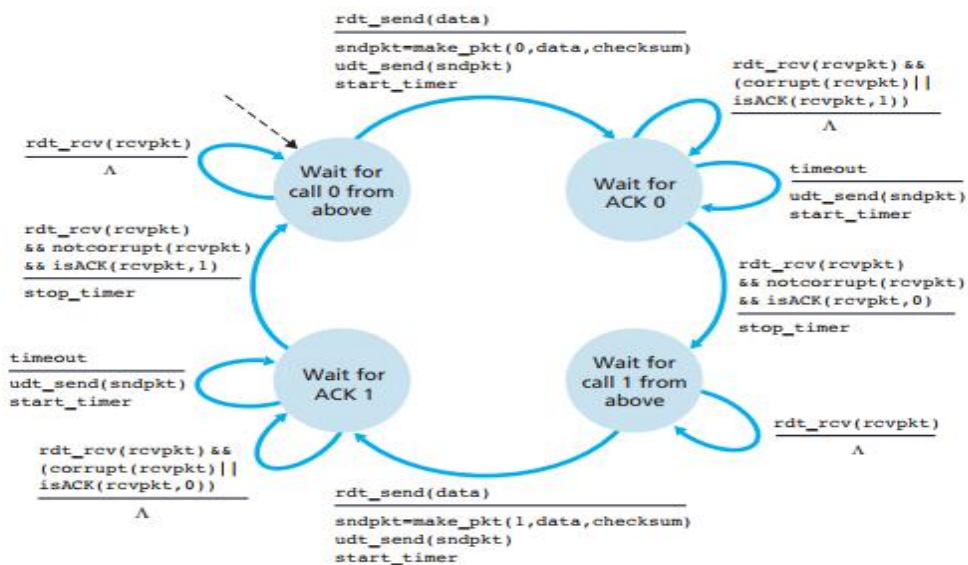 rdt_send(data)
sndpkt=make_pkt(0,data,checksum)
udt_send(sndpkt)
start_timer
rdt_rcv(rcvpkt) &&
(corrupt(rcvpkt)||
isACK(rcvpkt,1))
Λ
rdt_rcv(rcvpkt)
Λ
Wait for
call 0 from
above
Wait for
ACK 0
timeout
udt_send(sndpkt)
start_timer
rdt_rcv(rcvpkt)
&& notcorrupt(rcvpkt)
&& isACK(rcvpkt,1)
stop_timer
rdt_rcv(rcvpkt)
&& notcorrupt(rcvpkt)
&& isACK(rcvpkt,0)
stop_timer
timeout
udt_send(sndpkt)
start_timer
Wait for
ACK 1
Wait for
call 1 from
above
rdt_rcv(rcvpkt)
Λ
rdt_rcv(rcvpkt) &&
(corrupt(rcvpkt)||
isACK(rcvpkt,0))
Λ
rdt_send(data)
sndpkt=make_pkt(1,data,checksum)
udt_send(sndpkt)
start_timer